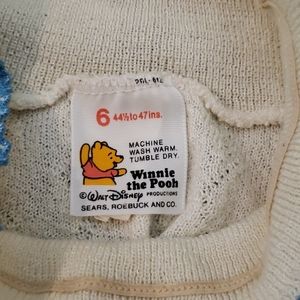 6 44½ to 47 ins.
MACHINE
WASH WARM.
TUMBLE DRY.
Winnie
the Pooh
© WALT DISNEY PRODUCTIONS
SEARS, ROEBUCK AND CO.